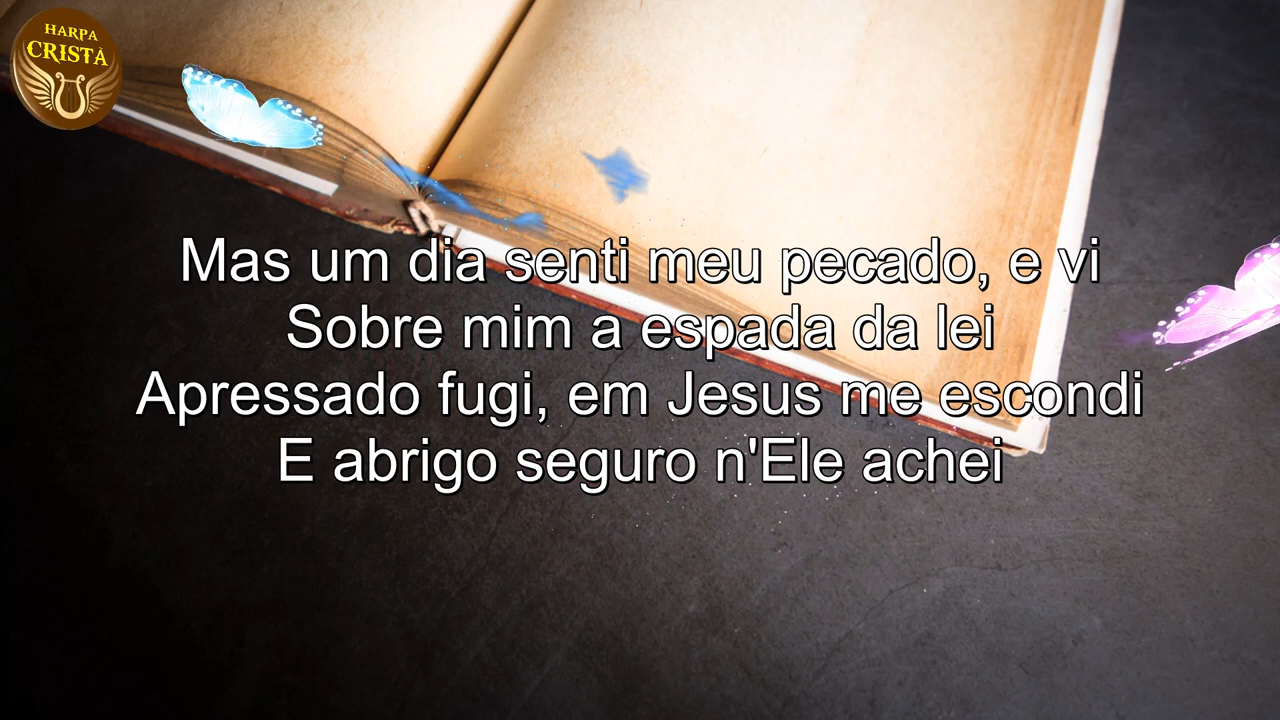 HARPA
CRISTÃ
Mas um dia senti meu pecado, e vi
Sobre mim a espada da lei
Apressado fugi, em Jesus me escondi
E abrigo seguro n'Ele achei